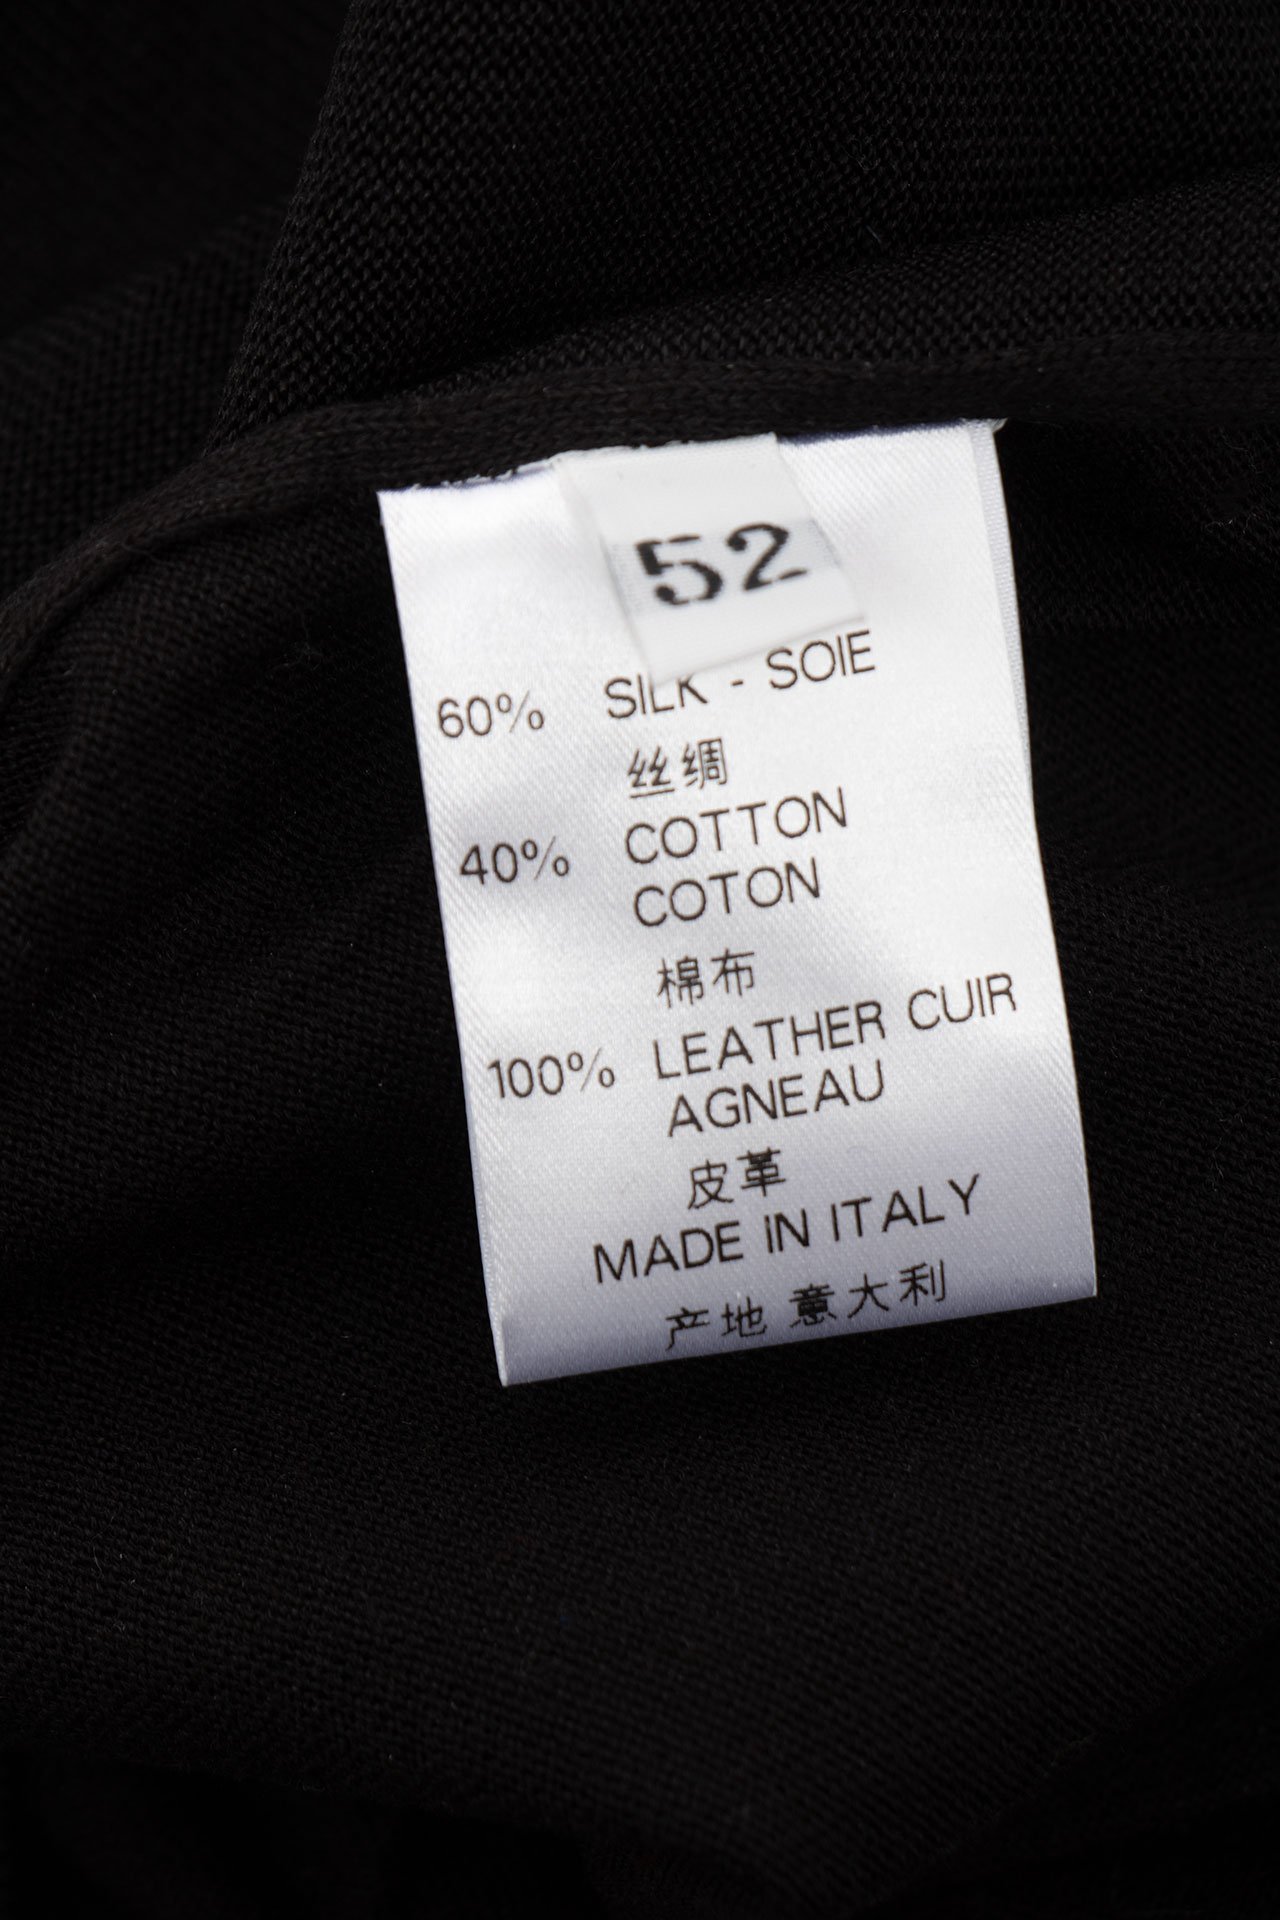 52
60% SILK - SOIE
丝绸
40% COTTON
COTON
棉布
100% LEATHER CUIR
AGNEAU
皮革
MADE IN ITALY
产地 意大利